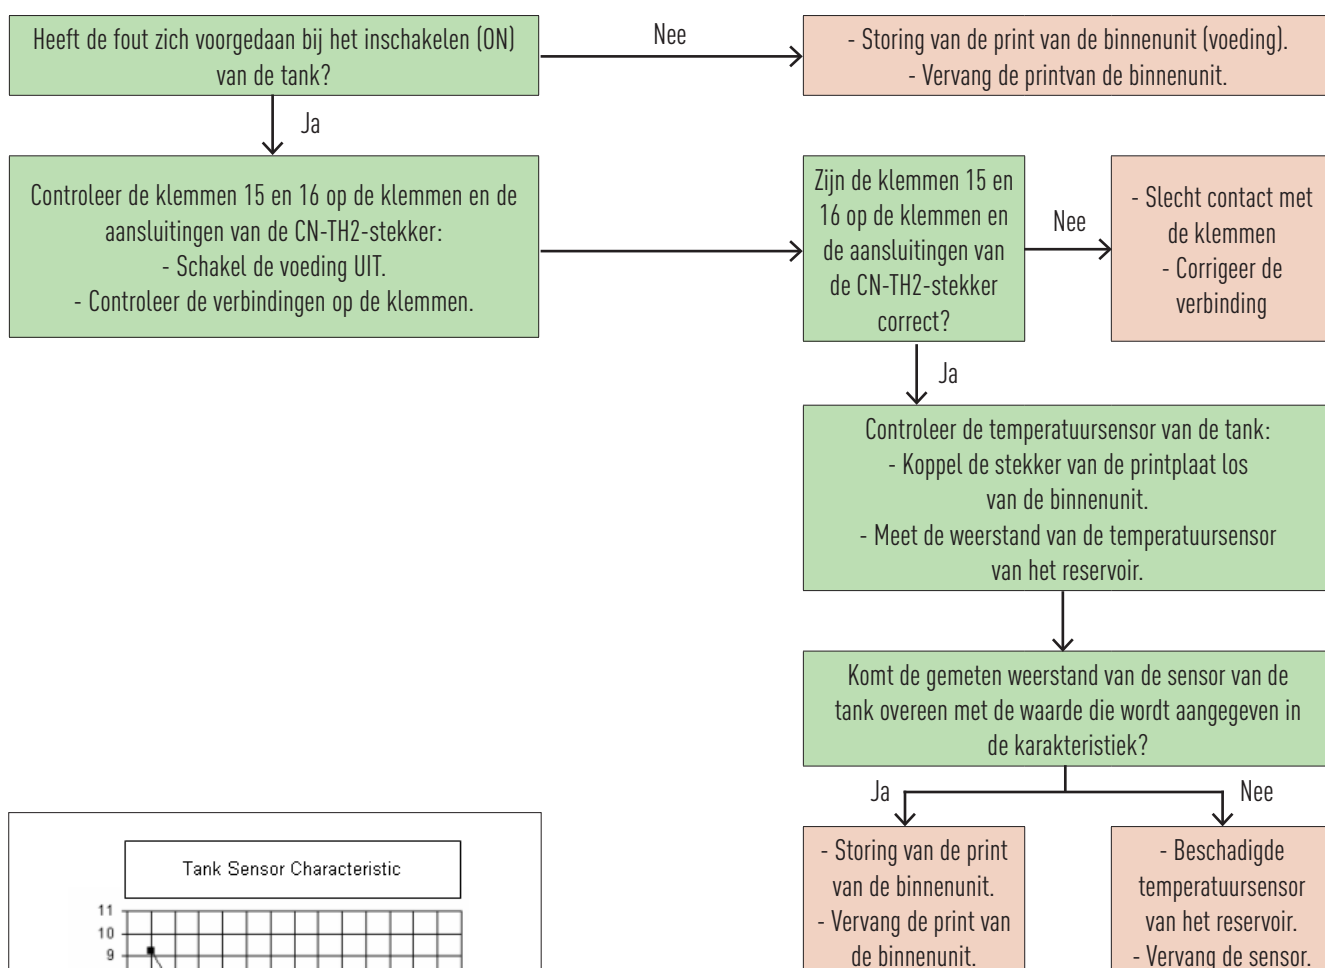 Heeft de fout zich voorgedaan bij het inschakelen (ON)
van de tank?
Nee
- Storing van de print van de binnenunit (voeding).
- Vervang de printvan de binnenunit.
Ja
Controleer de klemmen 15 en 16 op de klemmen en de
aansluitingen van de CN-TH2-stekker:
- Schakel de voeding UIT.
- Controleer de verbindingen op de klemmen.
Zijn de klemmen 15 en
16 op de klemmen en
de aansluitingen van
de CN-TH2-stekker
correct?
Nee
- Slecht contact met
de klemmen
- Corrigeer de
verbinding
Ja
Controleer de temperatuursensor van de tank:
- Koppel de stekker van de printplaat los
van de binnenunit.
- Meet de weerstand van de temperatuursensor
van het reservoir.
Komt de gemeten weerstand van de sensor van de
tank overeen met de waarde die wordt aangegeven in
de karakteristiek?
Ja
Nee
- Storing van de print
van de binnenunit.
- Vervang de print van
de binnenunit.
- Beschadigde
temperatuursensor
van het reservoir.
- Vervang de sensor.
Tank Sensor Characteristic
11
10
9